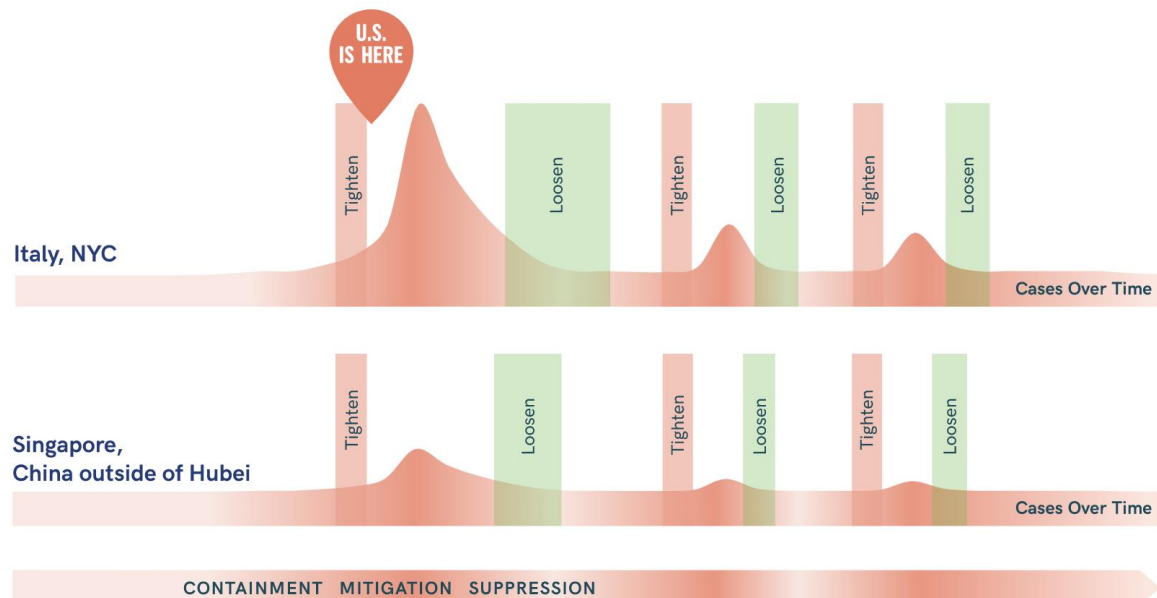 U.S.
IS HERE
Tighten
Loosen
Tighten
Loosen
Tighten
Loosen
Italy, NYC
Cases Over Time
Tighten
Loosen
Tighten
Loosen
Tighten
Loosen
Singapore,
China outside of Hubei
Cases Over Time
CONTAINMENT MITIGATION SUPPRESSION